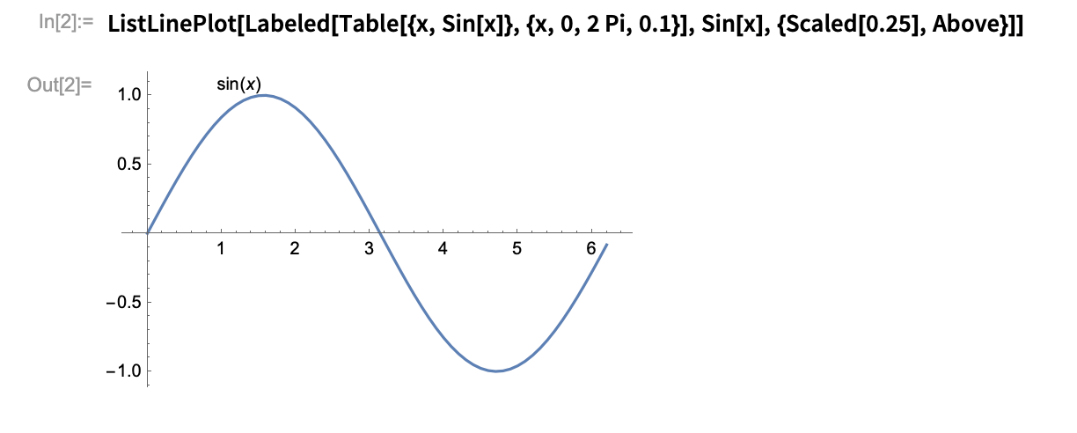 In[2]:= ListLinePlot[Labeled[Table[{x, Sin[x]}, {x, 0, 2 Pi, 0.1}], Sin[x], {Scaled[0.25], Above}]]
Out[2]=
sin(x)
1.0
0.5
1 2 3 4 5 6
-0.5
-1.0